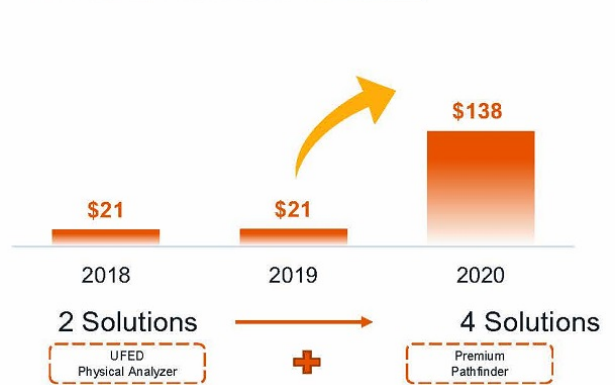 $138
$21
$21
2018
2019
2020
2 Solutions
4 Solutions
UFED
Physical Analyzer
Premium
Pathfinder